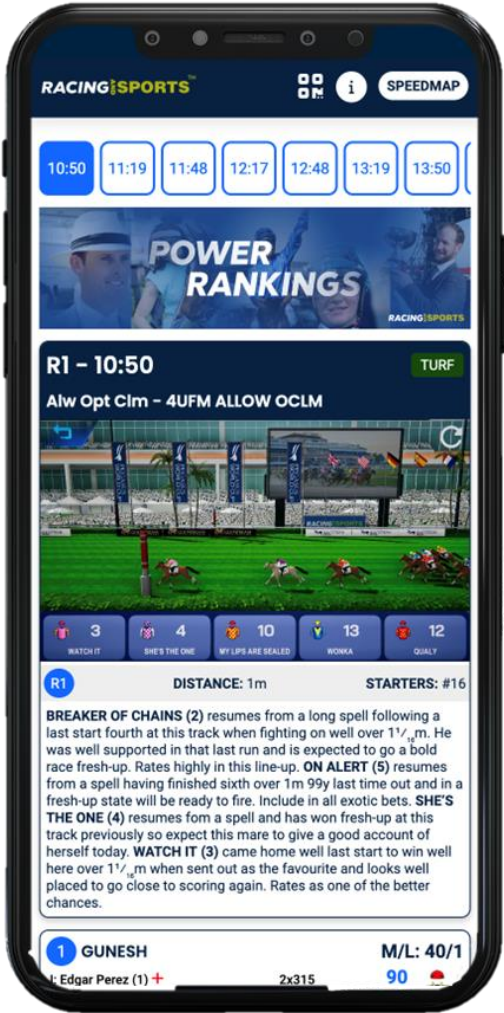 RACING AND SPORTS™
i
SPEEDMAP
10:50 11:19 11:48 12:17 12:48 13:19 13:50
POWER
RANKINGS
RACING SPORTS
R1 - 10:50
TURF
Alw Opt Clm - 4UFM ALLOW OCLM
RACING SPORTS
3 4 10 13 12
WATCH IT SHE'S THE ONE MY LIPS ARE SEALED WONKA QUALY
R1 DISTANCE: 1m STARTERS: #16
BREAKER OF CHAINS (2) resumes from a long spell following a
last start fourth at this track when fighting on well over 1¹/₁₆m. He
was well supported in that last run and is expected to go a bold
race fresh-up. Rates highly in this line-up. ON ALERT (5) resumes
from a spell having finished sixth over 1m 99y last time out and in a
fresh-up state will be ready to fire. Include in all exotic bets. SHE'S
THE ONE (4) resumes fom a spell and has won fresh-up at this
track previously so expect this mare to give a good account of
herself today. WATCH IT (3) came home well last start to win well
here over 1¹/₁₆m when sent out as the favourite and looks well
placed to go close to scoring again. Rates as one of the better
chances.
1 GUNESH M/L: 40/1
J: Edgar Perez (1) + 2x315 90